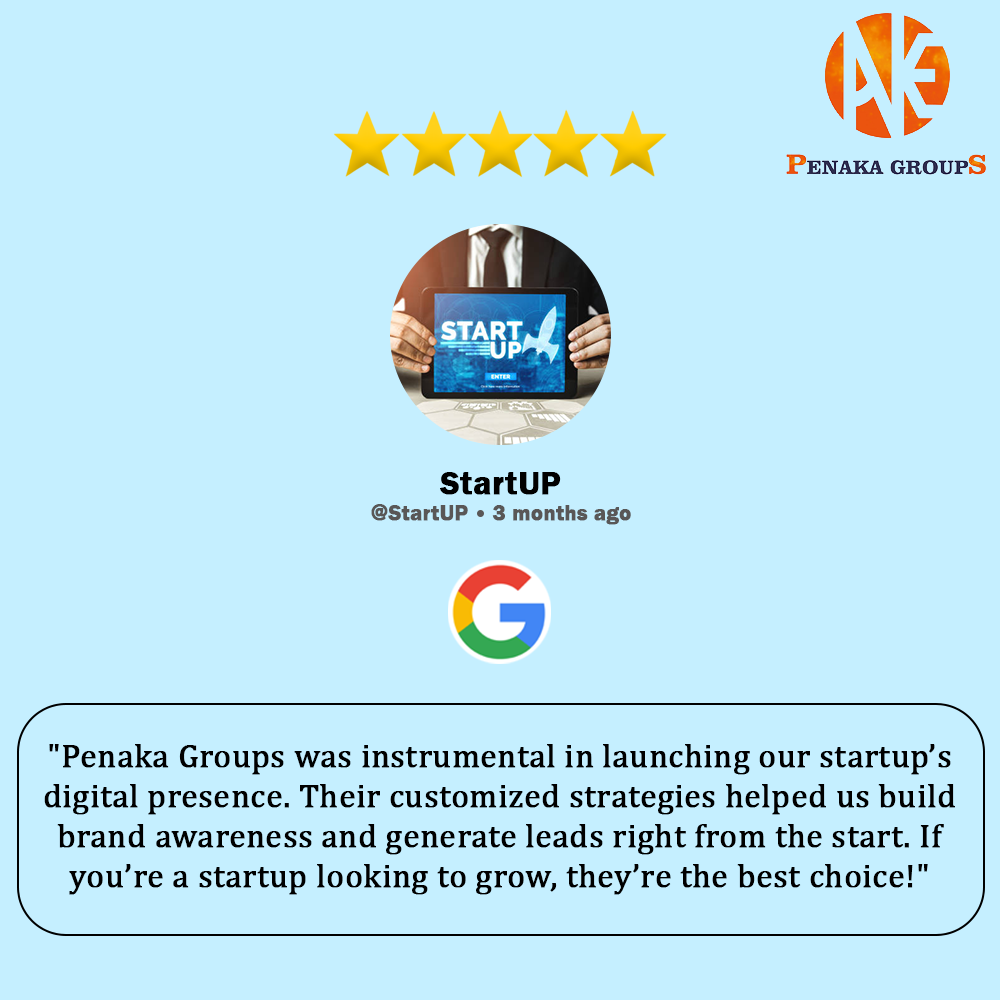 PENAKA GROUPS
START
UP
ENTER
StartUP
@StartUP • 3 months ago
"Penaka Groups was instrumental in launching our startup’s
digital presence. Their customized strategies helped us build
brand awareness and generate leads right from the start. If
you’re a startup looking to grow, they’re the best choice!"